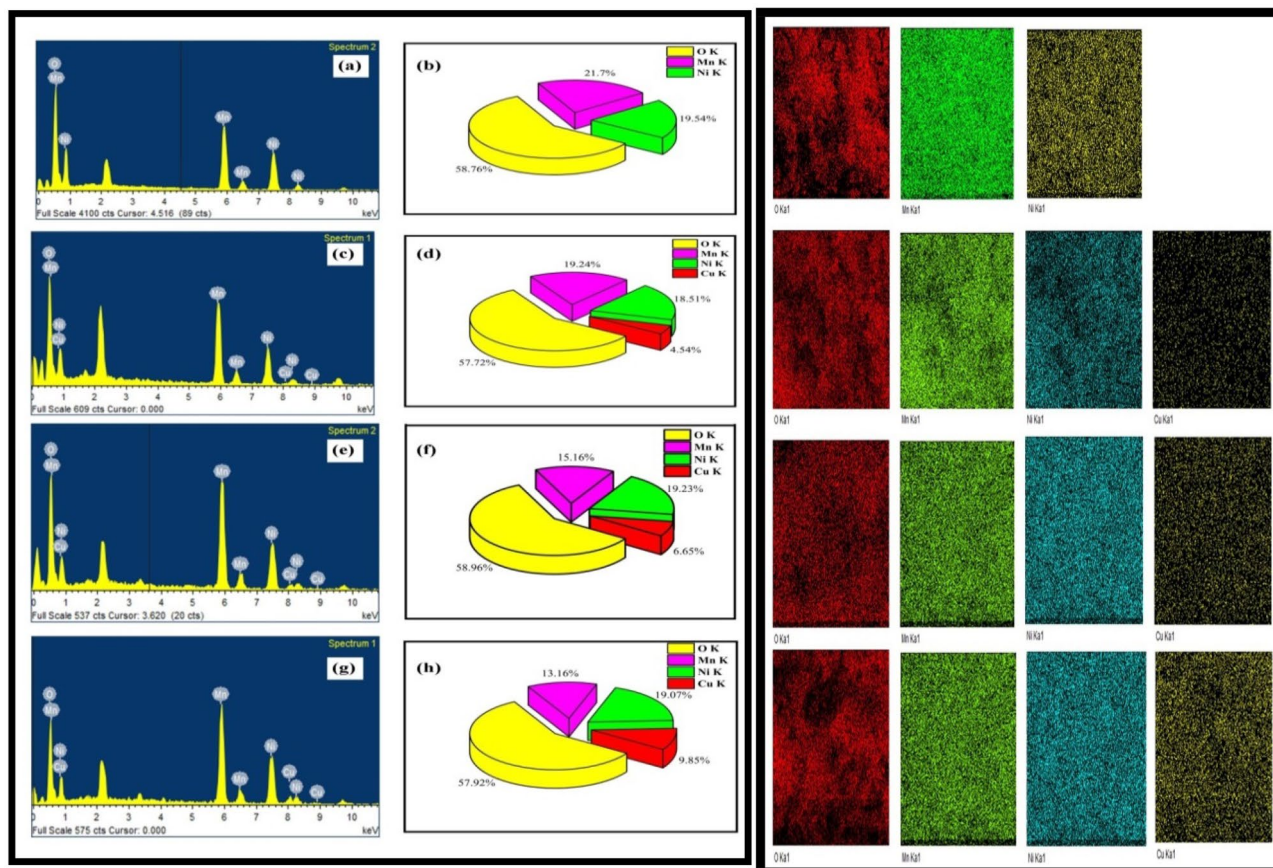 Spectrum 2
(a)
O
Mn
Ni
Mn
Mn
Ni
Ni
0 1 2 3 4 5 6 7 8 9 10
Full Scale 4100 cts Cursor: 4.516 (89 cts)
keV
(b)
O K
Mn K
Ni K
21.7%
19.54%
58.76%
O Ka1
Mn Ka1
Ni Ka1
Spectrum 1
(c)
O
Mn
Ni
Cu
Mn
Mn
Ni
Cu
Ni
Cu
0 1 2 3 4 5 6 7 8 9 10
Full Scale 609 cts Cursor: 0.000
keV
(d)
O K
Mn K
Ni K
Cu K
19.24%
18.51%
4.54%
57.72%
O Ka1
Mn Ka1
Ni Ka1
Cu Ka1
Spectrum 2
(e)
O
Mn
Ni
Cu
Mn
Mn
Ni
Cu
Ni
Cu
0 1 2 3 4 5 6 7 8 9 10
Full Scale 537 cts Cursor: 3.620 (20 cts)
keV
(f)
O K
Mn K
Ni K
Cu K
15.16%
19.23%
6.65%
58.96%
O Ka1
Mn Ka1
Ni Ka1
Cu Ka1
Spectrum 1
(g)
O
Mn
Ni
Cu
Mn
Mn
Ni
Cu
Ni
Cu
0 1 2 3 4 5 6 7 8 9 10
Full Scale 575 cts Cursor: 0.000
keV
(h)
O K
Mn K
Ni K
Cu K
13.16%
19.07%
9.85%
57.92%
O Ka1
Mn Ka1
Ni Ka1
Cu Ka1